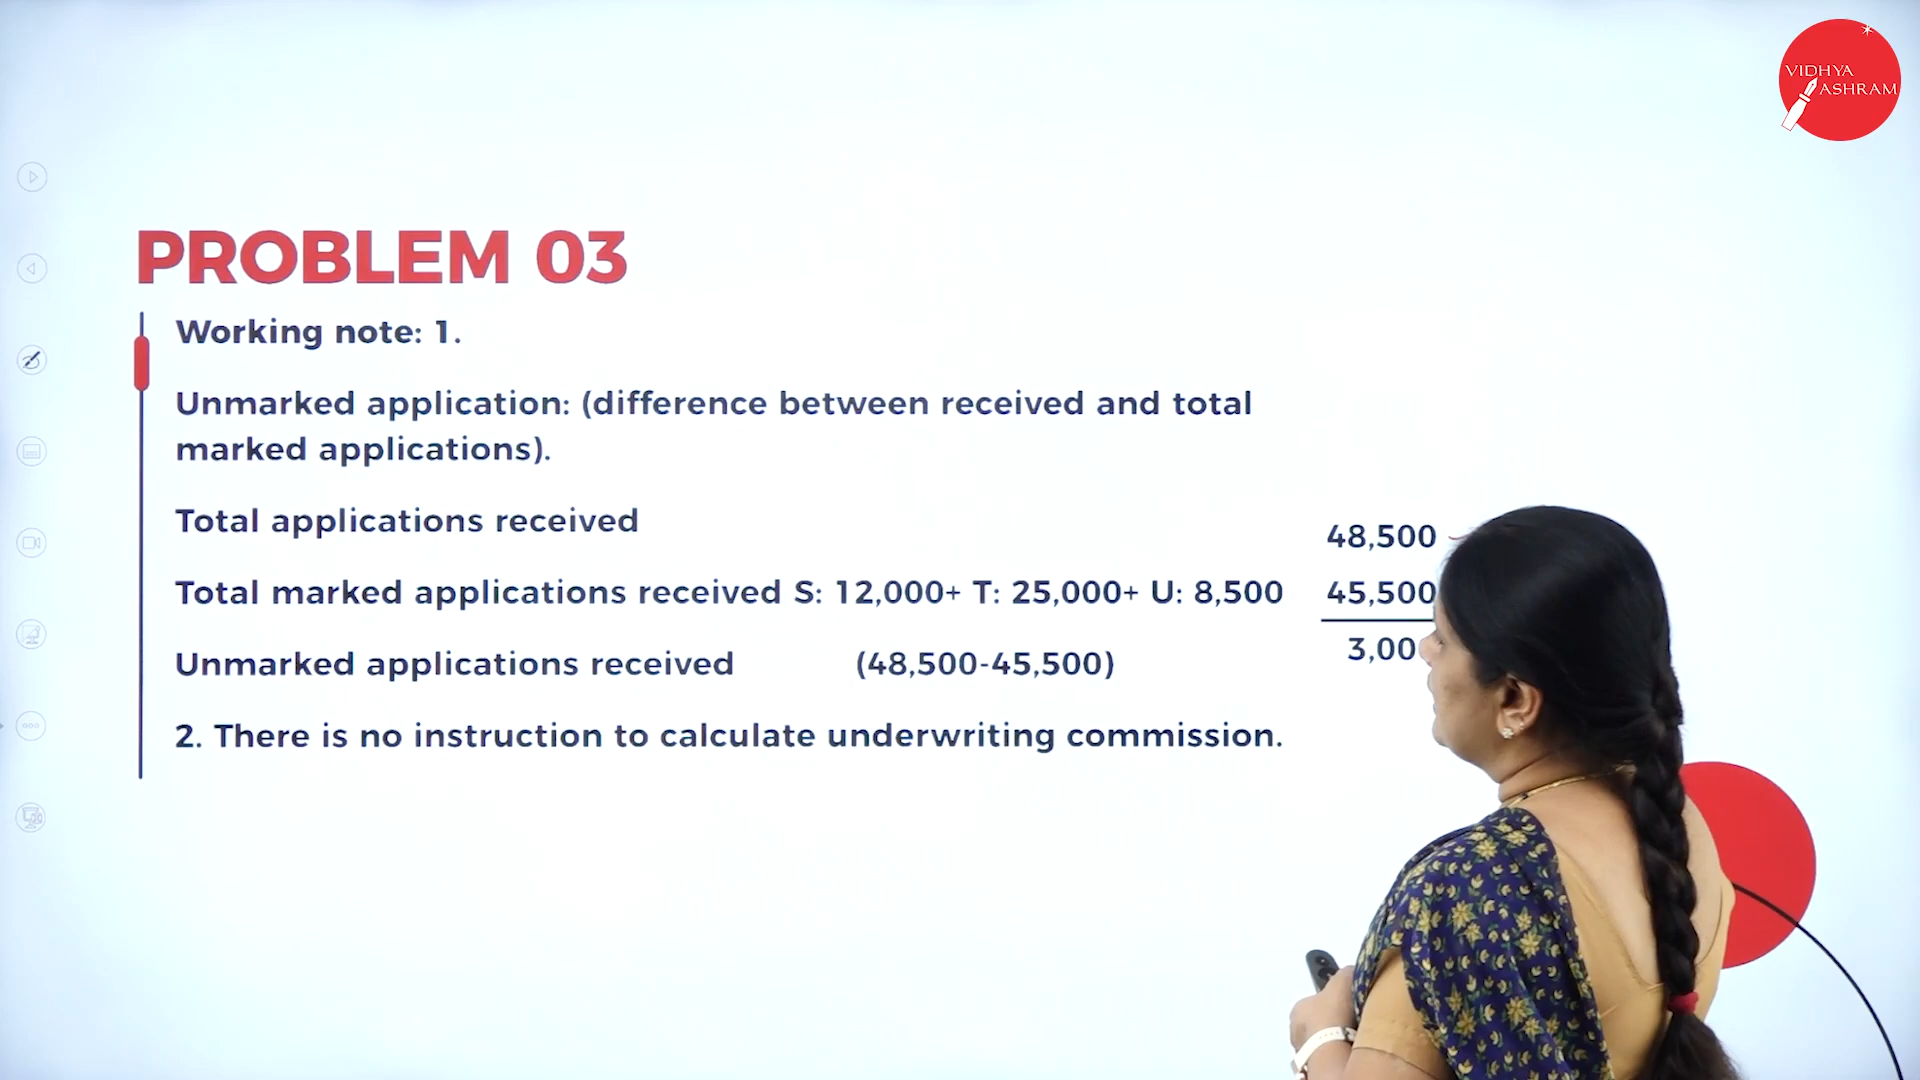 VIDHYA
ASHRAM
PROBLEM 03
Working note: 1.
Unmarked application: (difference between received and total
marked applications).
Total applications received 48,500
Total marked applications received S: 12,000+ T: 25,000+ U: 8,500 45,500
Unmarked applications received (48,500-45,500) 3,00
2. There is no instruction to calculate underwriting commission.